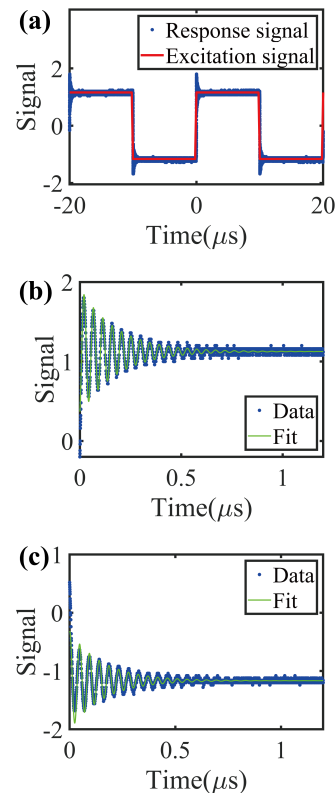 (a)
Response signal
Excitation signal
Signal
2
0
-2
-20
0
20
Time(μs)
(b)
2
1
0
Signal
Data
Fit
0
0.5
1
Time(μs)
(c)
1
0
-1
-2
Signal
Data
Fit
0
0.5
1
Time(μs)